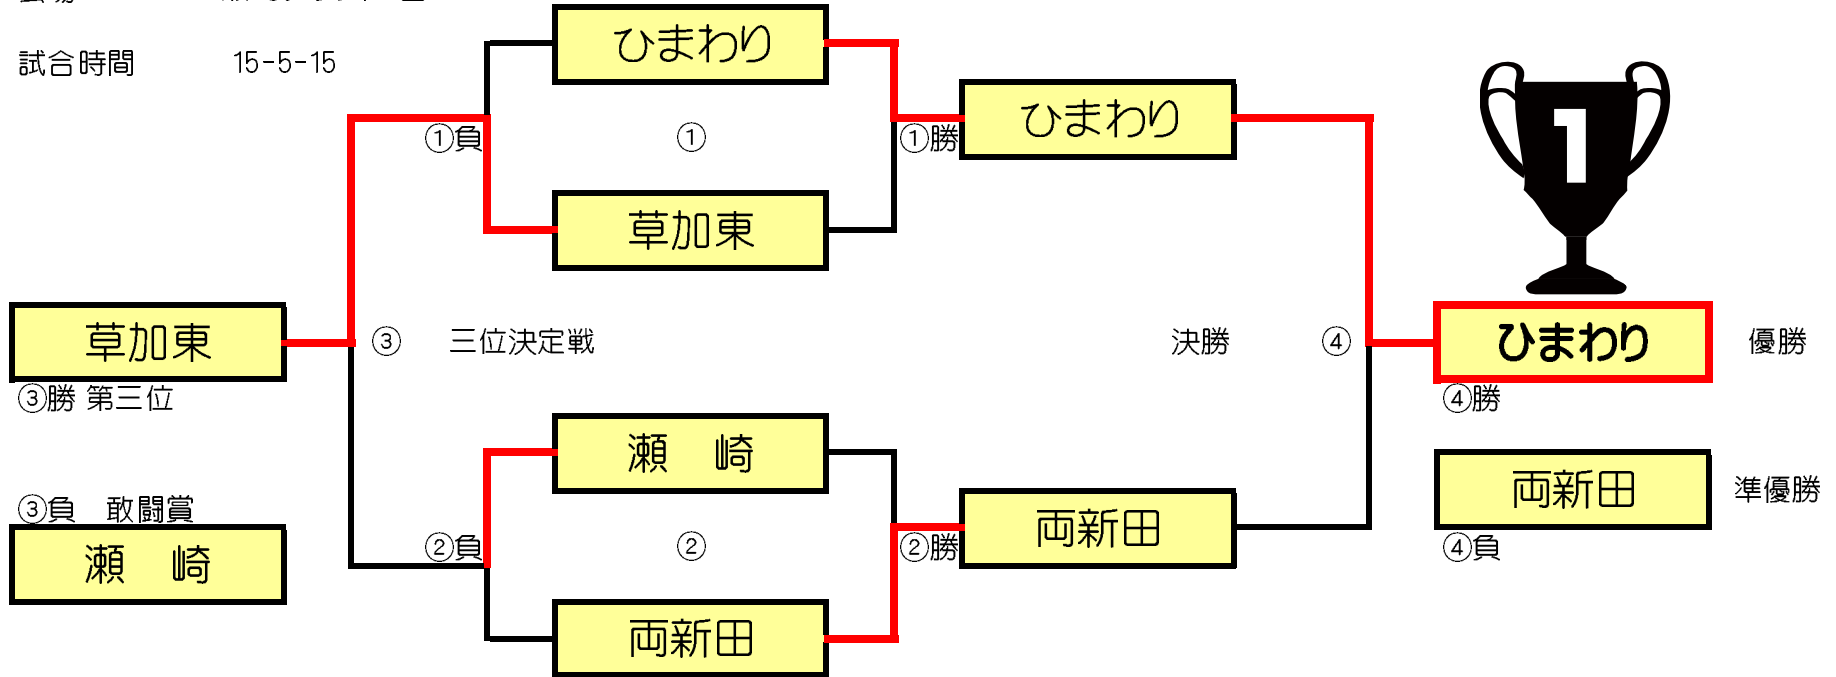 試合時間 15-5-15
ひまわり
ひまわり
①負
①
①勝
草加東
草加東
③
三位決定戦
決勝
④
ひまわり
優勝
③勝 第三位
④勝
瀬 崎
両新田
準優勝
③負 敢闘賞
瀬 崎
②負
②
②勝
両新田
④負
両新田